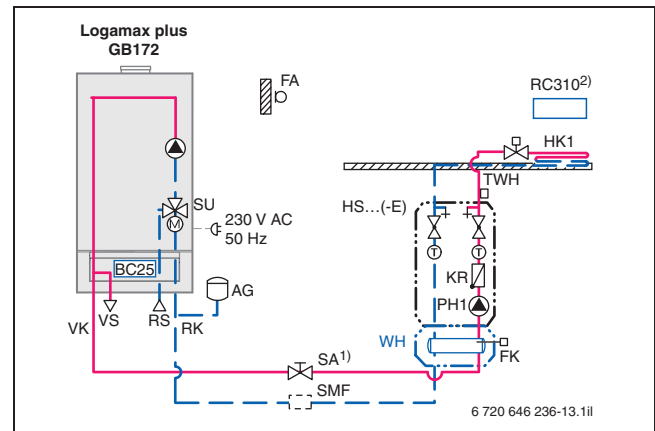 Logamax plus
GB172
FA
RC310²⁾
HK1
TWH
SU
HS...(-E)
M
230 V AC
50 Hz
T
T
BC25
KR
AG
PH1
VS
RS
RK
VK
WH
FK
SA¹⁾
SMF
6 720 646 236-13.1il